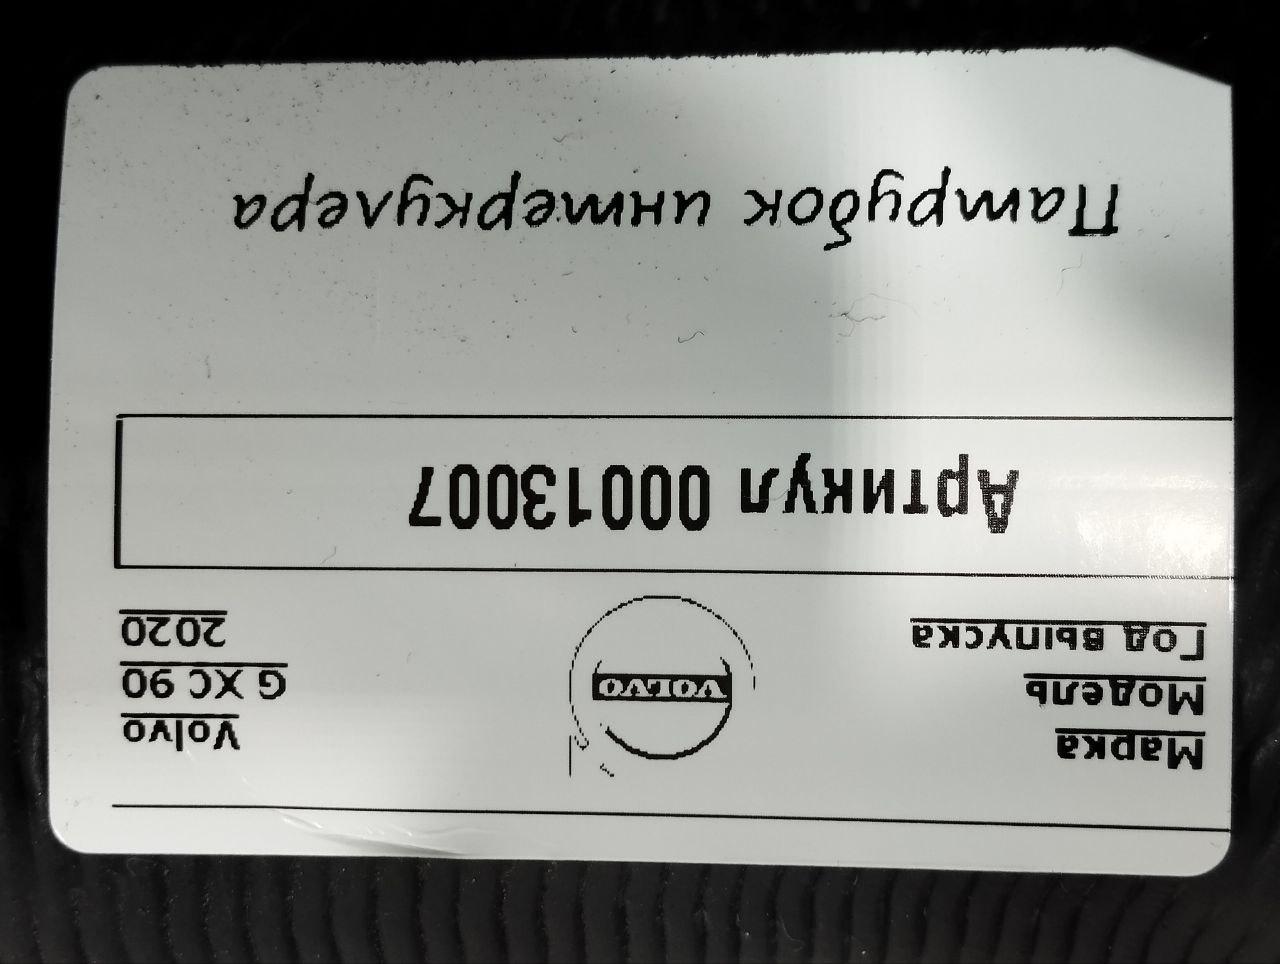 Марка Volvo
Модель G XC 90
Год выпуска 2020
VOLVO
Артикул 00013007
Патрубок интеркулера